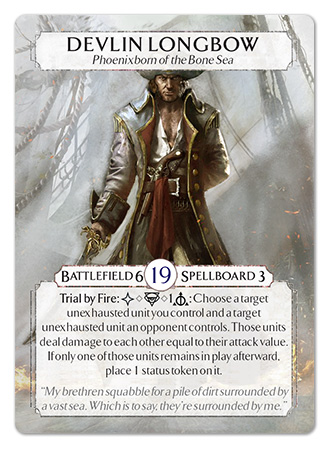 DEVLIN LONGBOW
Phoenixborn of the Bone Sea
BATTLEFIELD 6 19 SPELLBOARD 3
Trial by Fire: 1 : Choose a target
unexhausted unit you control and a target
unexhausted unit an opponent controls. Those units
deal damage to each other equal to their attack value.
If only one of those units remains in play afterward,
place 1 status token on it.
"My brethren squabble for a pile of dirt surrounded by
a vast sea. Which is to say, they're surrounded by me."